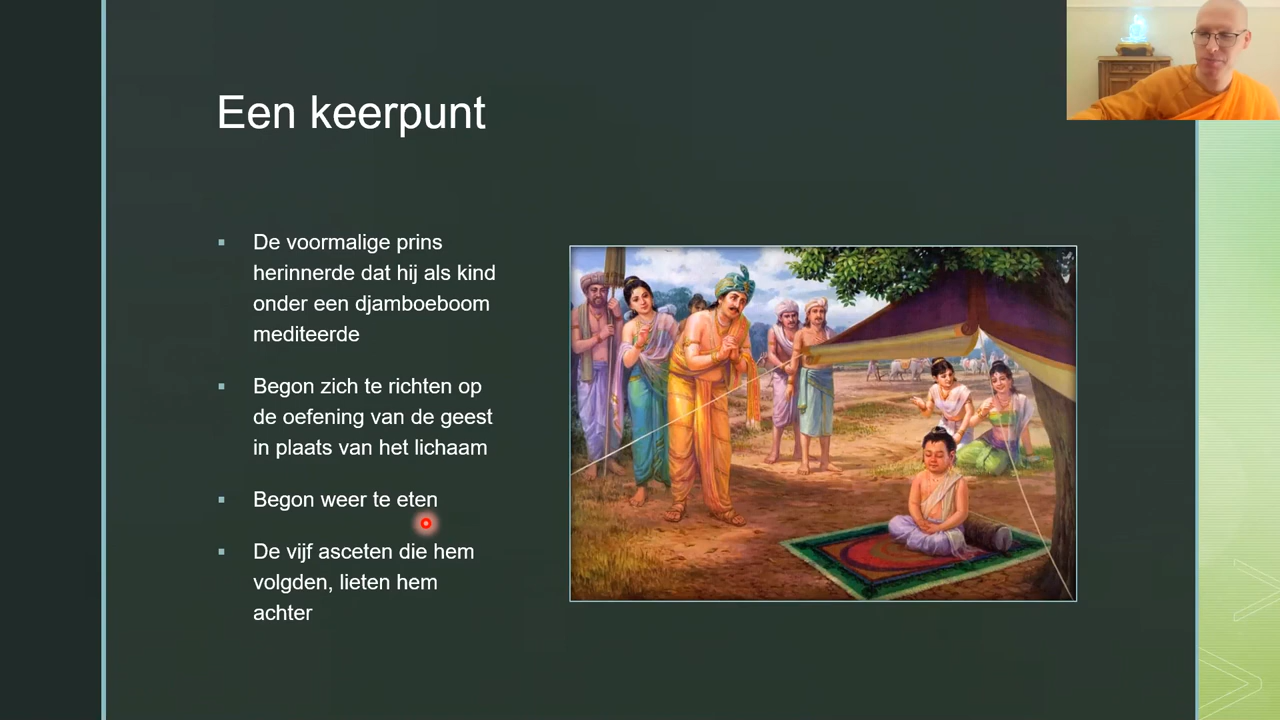 Een keerpunt
De voormalige prins
herinnerde dat hij als kind
onder een djamboeboom
mediteerde
Begon zich te richten op
de oefening van de geest
in plaats van het lichaam
Begon weer te eten
De vijf asceten die hem
volgden, lieten hem
achter